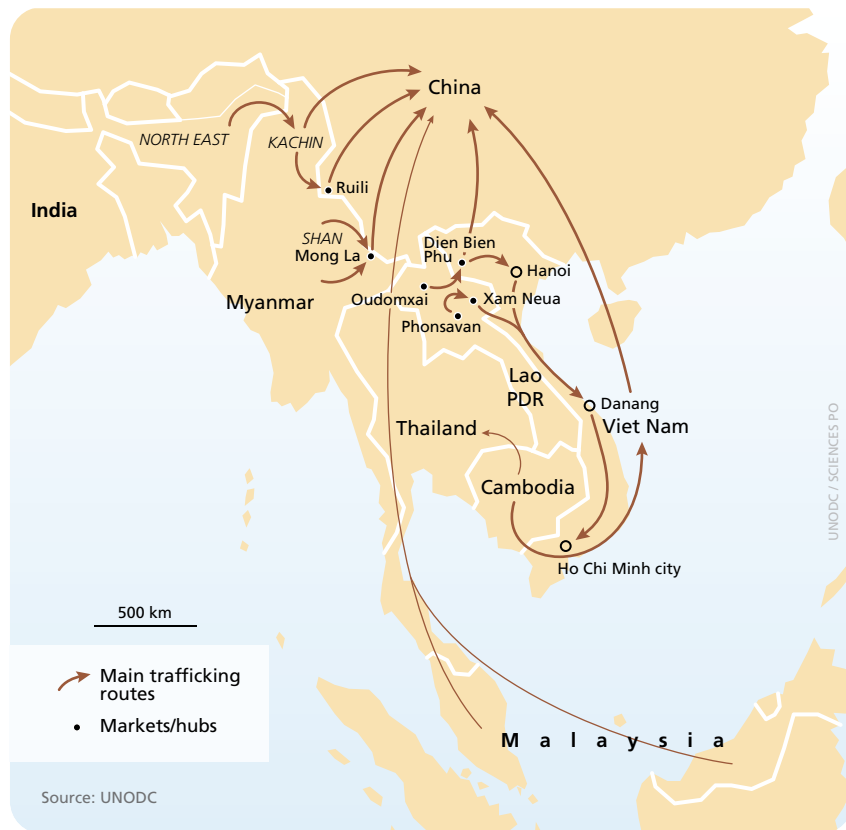 China
NORTH EAST
KACHIN
Ruili
India
SHAN
Mong La
Dien Bien
Phu
Hanoi
Myanmar
Oudomxai
Xam Neua
Phonsavan
Lao
PDR
Danang
Thailand
Viet Nam
Cambodia
Ho Chi Minh city
500 km
Main trafficking
routes
Markets/hubs
Malaysia
Source: UNODC
UNODC / SCIENCES PO